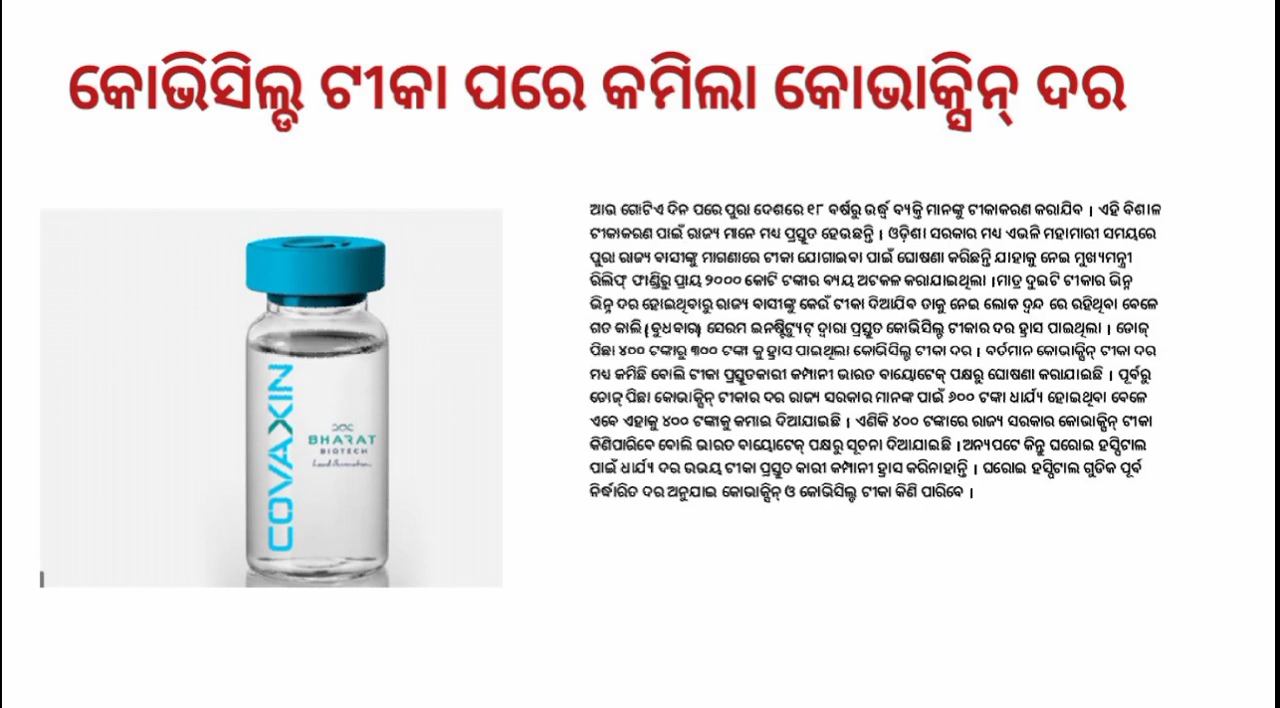 କୋଭିସିଲ୍ଡ ଟୀକା ପରେ କମିଲା କୋଭାକ୍ସିନ୍ ଦର
ଆଉ ଗୋଟିଏ ଦିନ ପରେ ପୁରା ଦେଶରେ ୧୮ ବର୍ଷରୁ ଉର୍ଦ୍ଧ୍ଵ ବ୍ୟକ୍ତି ମାନଙ୍କୁ ଟୀକାକରଣ କରାଯିବ । ଏହି ବିଶାଳ
ଟୀକାକରଣ ପାଇଁ ରାଜ୍ୟ ମାନେ ମଧ୍ୟ ପ୍ରସ୍ତୁତ ହେଉଛନ୍ତି । ଓଡ଼ିଶା ସରକାର ମଧ୍ୟ ଏଭଳି ମହାମାରୀ ସମୟରେ
ପୁରା ରାଜ୍ୟ ବାସୀଙ୍କୁ ମାଗଣାରେ ଟୀକା ଯୋଗାଇବା ପାଇଁ ଘୋଷଣା କରିଛନ୍ତି ଯାହାକୁ ନେଇ ମୁଖ୍ୟମନ୍ତ୍ରୀ
ରିଲିଫ୍ ଫାଣ୍ଡିରୁ ପ୍ରାୟ ୨୦୦୦ କୋଟି ଟଙ୍କାର ବ୍ୟୟ ଅଟକଳ କରାଯାଇଥିଲା ।ମାତ୍ର ଦୁଇଟି ଟୀକାର ଭିନ୍ନ
ଭିନ୍ନ ଦର ହୋଇଥିବାରୁ ରାଜ୍ୟ ବାସୀଙ୍କୁ କେଉଁ ଟୀକା ଦିଆଯିବ ତାକୁ ନେଇ ଲୋକ ଦ୍ଵନ୍ଦ ରେ ରହିଥିବା ବେଳେ
ଗତ କାଲି (ବୁଧବାର) ସେରମ ଇନଷ୍ଟିଚ୍ୟୁଟ୍ ଦ୍ୱାରା ପ୍ରସ୍ତୁତ କୋଭିସିଲ୍ଡ ଟୀକାର ଦର ହ୍ରାସ ପାଇଥିଲା । ଡୋଜ୍
ପିଛା ୪୦୦ ଟଙ୍କାରୁ ୩୦୦ ଟଙ୍କା କୁ ହ୍ରାସ ପାଇଥିଲା କୋଭିସିଲ୍ଡ ଟୀକା ଦର । ବର୍ତମାନ କୋଭାକ୍ସିନ୍ ଟୀକା ଦର
ମଧ୍ୟ କମିଛି ବୋଲି ଟୀକା ପ୍ରସ୍ତୁତକାରୀ କମ୍ପାନୀ ଭାରତ ବାୟୋଟେକ୍ ପକ୍ଷରୁ ଘୋଷଣା କରାଯାଇଛି । ପୂର୍ବରୁ
ଡୋଜ୍ ପିଛା କୋଭାକ୍ସିନ୍ ଟୀକାର ଦର ରାଜ୍ୟ ସରକାର ମାନଙ୍କ ପାଇଁ ୬୦୦ ଟଙ୍କା ଧାର୍ଯ୍ୟ ହୋଇଥିବା ବେଳେ
ଏବେ ଏହାକୁ ୪୦୦ ଟଙ୍କାକୁ କମାଇ ଦିଆଯାଇଛି । ଏଣିକି ୪୦୦ ଟଙ୍କାରେ ରାଜ୍ୟ ସରକାର କୋଭାକ୍ସିନ୍ ଟୀକା
କିଣିପାରିବେ ବୋଲି ଭାରତ ବାୟୋଟେକ୍ ପକ୍ଷରୁ ସୂଚନା ଦିଆଯାଇଛି ।ଅନ୍ୟପଟେ କିନ୍ତୁ ଘରୋଇ ହସ୍ପିଟାଲ
ପାଇଁ ଧାର୍ଯ୍ୟ ଦର ଉଭୟ ଟୀକା ପ୍ରସ୍ତୁତ କାରୀ କମ୍ପାନୀ ହ୍ରାସ କରିନାହାନ୍ତି । ଘରୋଇ ହସ୍ପିଟାଲ ଗୁଡିକ ପୂର୍ବ
ନିର୍ଦ୍ଧାରିତ ଦର ଅନୁଯାଇ କୋଭାକ୍ସିନ୍ ଓ କୋଭିସିଲ୍ଡ ଟୀକା କିଣି ପାରିବେ ।
COVAXIN
BHARAT
BIOTECH